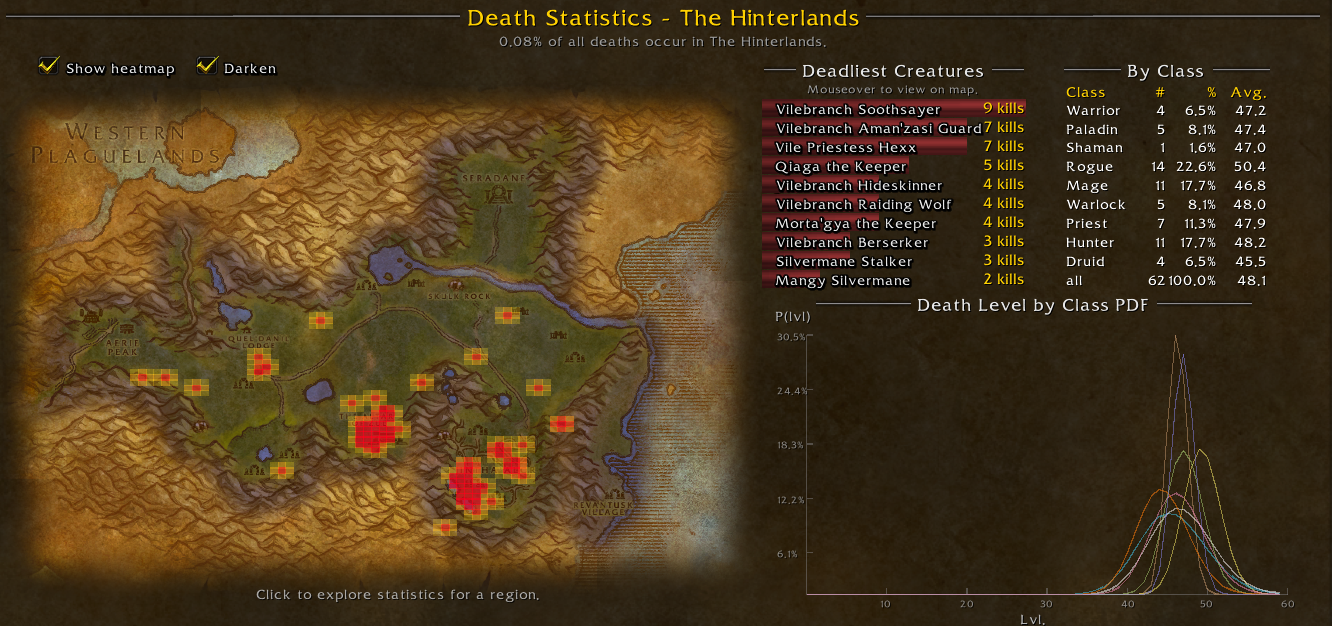 Death Statistics - The Hinterlands
0,08% of all deaths occur in The Hinterlands.
Show heatmap Darken
WESTERN
PLAGUELANDS
SERADANE
SKULK ROCK
AERIE
PEAK
QUEL'DANIL
LODGE
REVANTUSK
VILLAGE
Click to explore statistics for a region.
Deadliest Creatures
Mouseover to view on map.
Vilebranch Soothsayer 9 kills
Vilebranch Aman'zasi Guard 7 kills
Vile Priestess Hexx 7 kills
Qiaga the Keeper 5 kills
Vilebranch Hideskinner 4 kills
Vilebranch Raiding Wolf 4 kills
Morta'gya the Keeper 4 kills
Vilebranch Berserker 3 kills
Silvermane Stalker 3 kills
Mangy Silvermane 2 kills
By Class
Class # % Avg.
Warrior 4 6,5% 47,2
Paladin 5 8,1% 47,4
Shaman 1 1,6% 47,0
Rogue 14 22,6% 50,4
Mage 11 17,7% 46,8
Warlock 5 8,1% 48,0
Priest 7 11,3% 47,9
Hunter 11 17,7% 48,2
Druid 4 6,5% 45,5
all 62 100,0% 48,1
Death Level by Class PDF
P(lvl)
30,5%
24,4%
18,3%
12,2%
6,1%
10 20 30 40 50 60
Lvl.